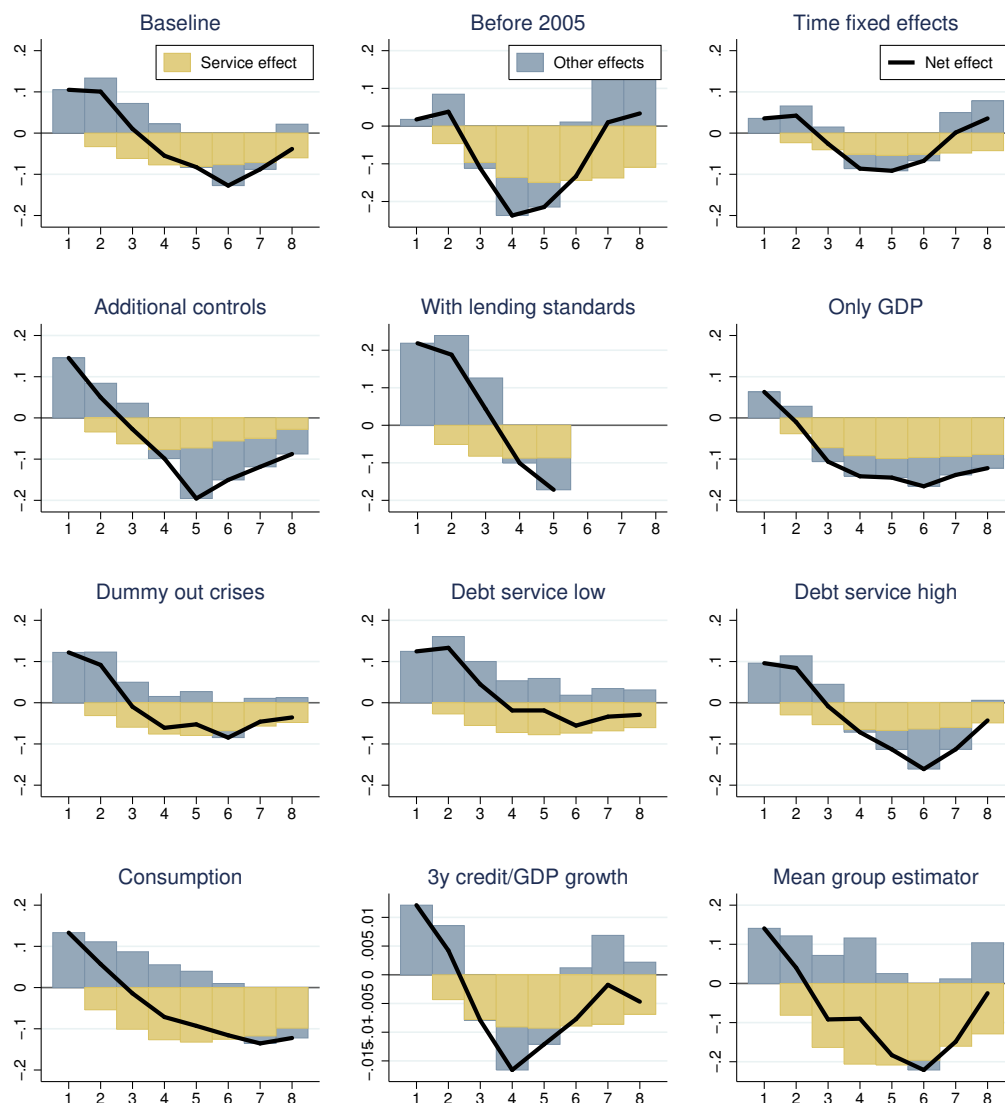 Baseline
Before 2005
Time fixed effects
Service effect
Other effects
Net effect
.2
.1
0
-.1
-.2
1 2 3 4 5 6 7 8
.2
.1
0
-.1
-.2
1 2 3 4 5 6 7 8
.2
.1
0
-.1
-.2
1 2 3 4 5 6 7 8
Additional controls
With lending standards
Only GDP
.2
.1
0
-.1
-.2
1 2 3 4 5 6 7 8
.2
.1
0
-.1
-.2
1 2 3 4 5 6 7 8
.2
.1
0
-.1
-.2
1 2 3 4 5 6 7 8
Dummy out crises
Debt service low
Debt service high
.2
.1
0
-.1
-.2
1 2 3 4 5 6 7 8
.2
.1
0
-.1
-.2
1 2 3 4 5 6 7 8
.2
.1
0
-.1
-.2
1 2 3 4 5 6 7 8
Consumption
3y credit/GDP growth
Mean group estimator
.2
.1
0
-.1
-.2
1 2 3 4 5 6 7 8
.01
.005
0
-.005
-.01
-.015
1 2 3 4 5 6 7 8
.2
.1
0
-.1
-.2
1 2 3 4 5 6 7 8